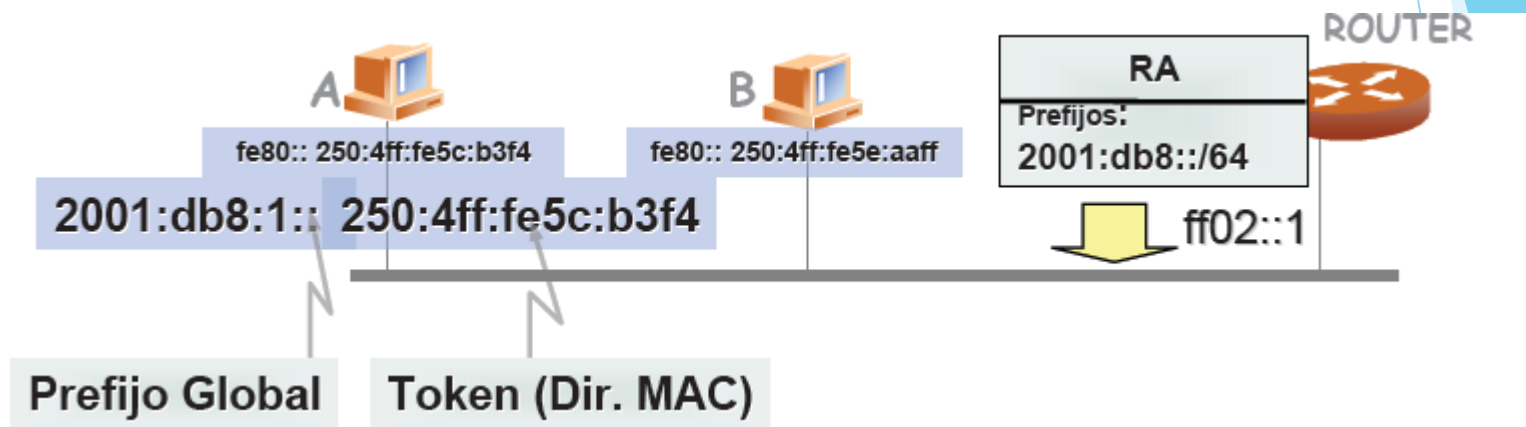 ROUTER
A
B
RA
Prefijos:
2001:db8::/64
fe80:: 250:4ff:fe5c:b3f4
fe80:: 250:4ff:fe5e:aaff
2001:db8:1:: 250:4ff:fe5c:b3f4
ff02::1
Prefijo Global
Token (Dir. MAC)